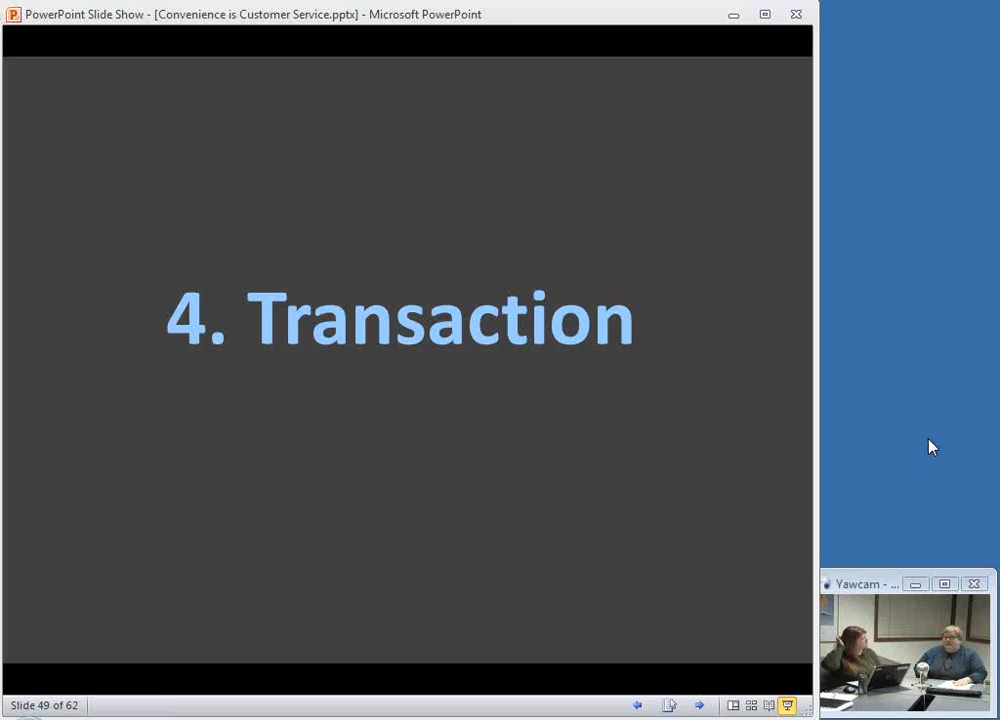 PowerPoint Slide Show - [Convenience is Customer Service.pptx] - Microsoft PowerPoint
4. Transaction
Yawcam - ...
Slide 49 of 62